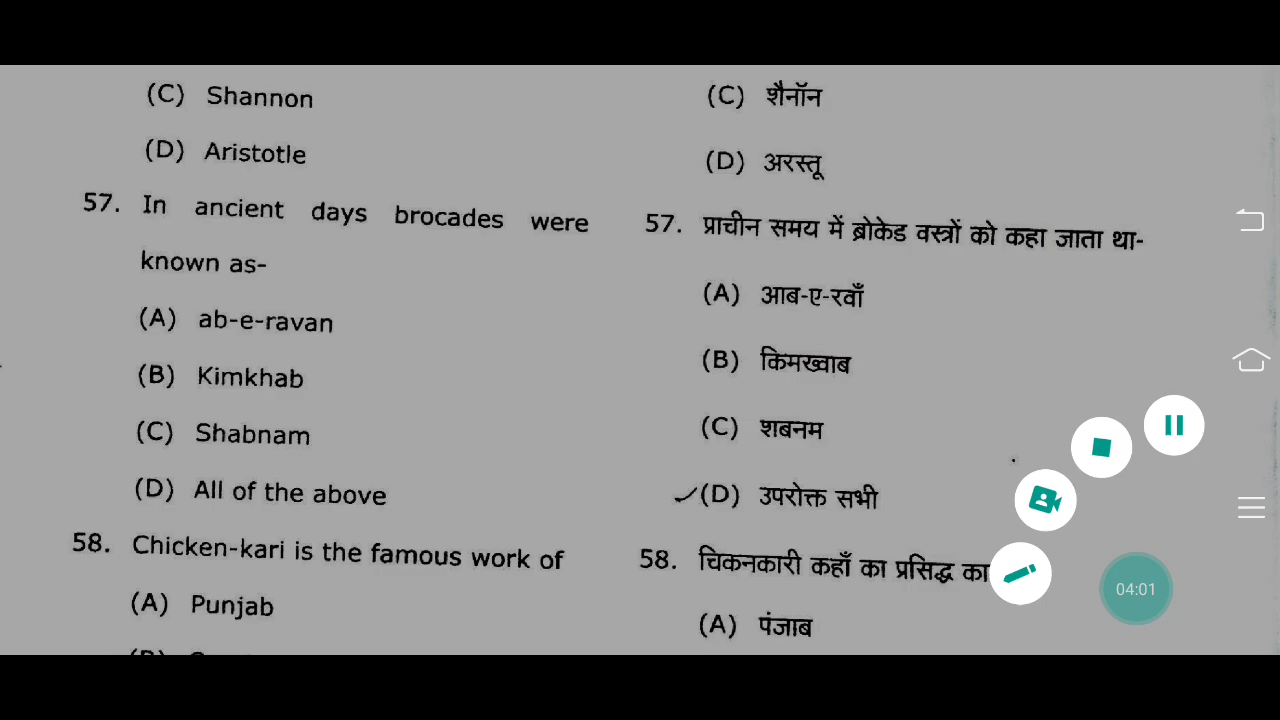 (C) Shannon
(D) Aristotle
57. In ancient days brocades were
known as-
(A) ab-e-ravan
(B) Kimkhab
(C) Shabnam
(D) All of the above
58. Chicken-kari is the famous work of
(A) Punjab
(C) शैनॉन
(D) अरस्तू
57. प्राचीन समय में ब्रोकेड वस्त्रों को कहा जाता था-
(A) आब-ए-रवाँ
(B) किमख्वाब
(C) शबनम
(D) उपरोक्त सभी
58. चिकनकारी कहाँ का प्रसिद्ध का
(A) पंजाब
04:01